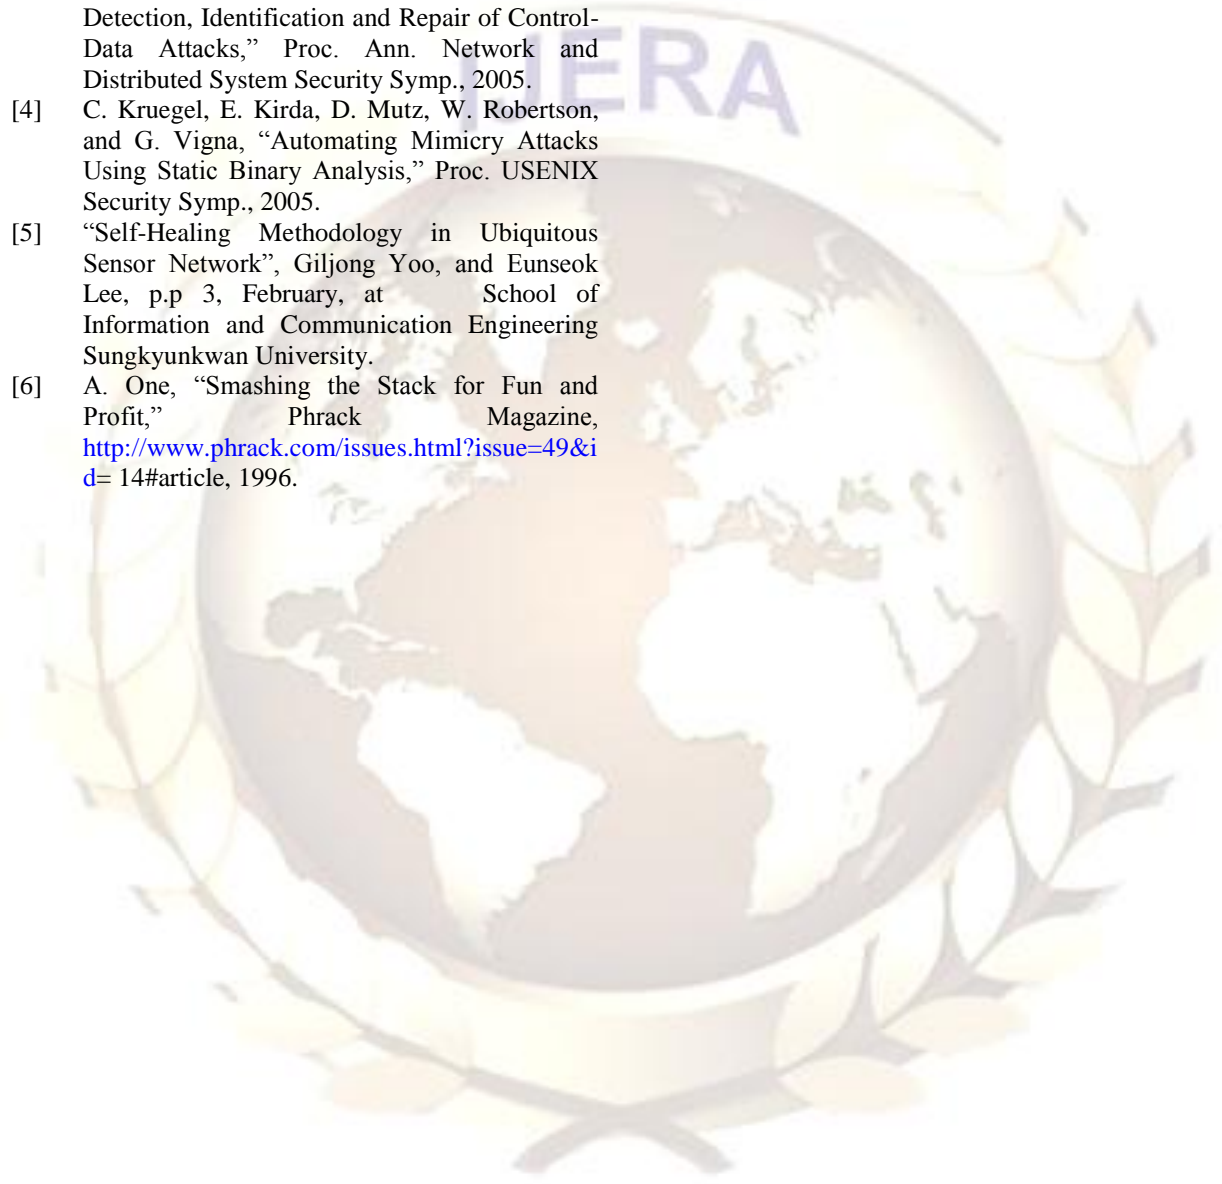 IJERA
Detection, Identification and Repair of Control-
Data Attacks,” Proc. Ann. Network and
Distributed System Security Symp., 2005.
[4] C. Kruegel, E. Kirda, D. Mutz, W. Robertson,
and G. Vigna, “Automating Mimicry Attacks
Using Static Binary Analysis,” Proc. USENIX
Security Symp., 2005.
[5] “Self-Healing Methodology in Ubiquitous
Sensor Network”, Giljong Yoo, and Eunseok
Lee, p.p 3, February, at School of
Information and Communication Engineering
Sungkyunkwan University.
[6] A. One, “Smashing the Stack for Fun and
Profit,” Phrack Magazine,
http://www.phrack.com/issues.html?issue=49&i
d= 14#article, 1996.